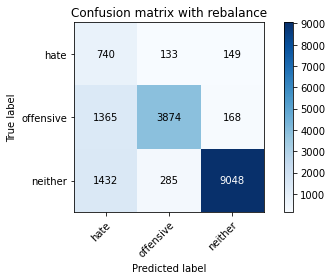 Confusion matrix with rebalance
True label
hate
offensive
neither
740 133 149
1365 3874 168
1432 285 9048
hate
offensive
neither
Predicted label
9000
8000
7000
6000
5000
4000
3000
2000
1000